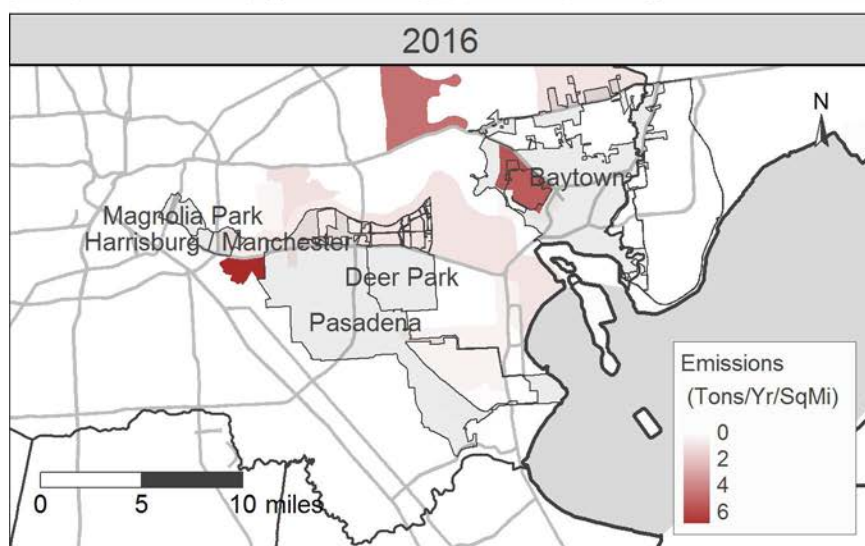 2016
N
Baytown
Magnolia Park
Harrisburg / Manchester
Deer Park
Pasadena
Emissions
(Tons/Yr/SqMi)
0
2
4
6
0 5 10 miles